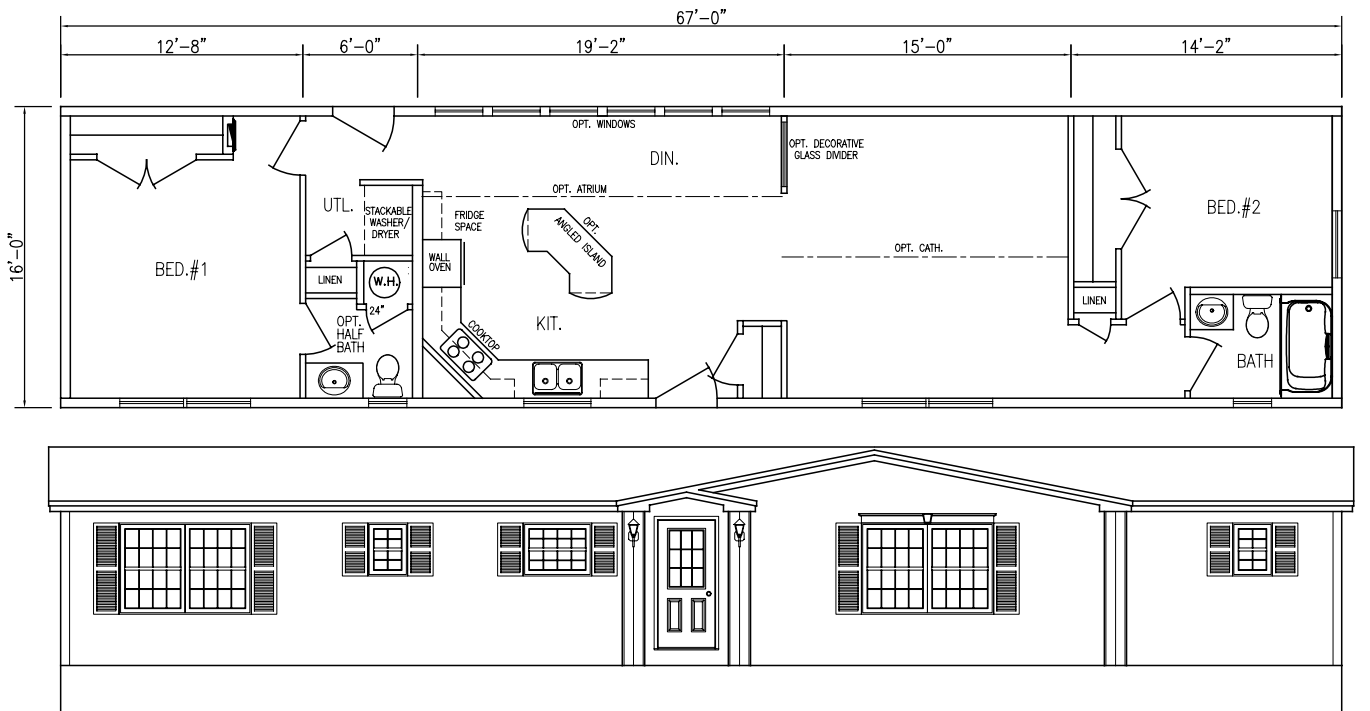 67'-0"
12'-8"
6'-0"
19'-2"
15'-0"
14'-2"
16'-0"
OPT. WINDOWS
DIN.
OPT. DECORATIVE
GLASS DIVIDER
OPT. ATRIUM
UTL.
STACKABLE
WASHER/
DRYER
FRIDGE
SPACE
OPT.
ANGLED ISLAND
BED.#2
OPT. CATH.
BED.#1
WALL
OVEN
LINEN
W.H.
24"
LINEN
OPT.
HALF
BATH
COOKTOP
KIT.
BATH